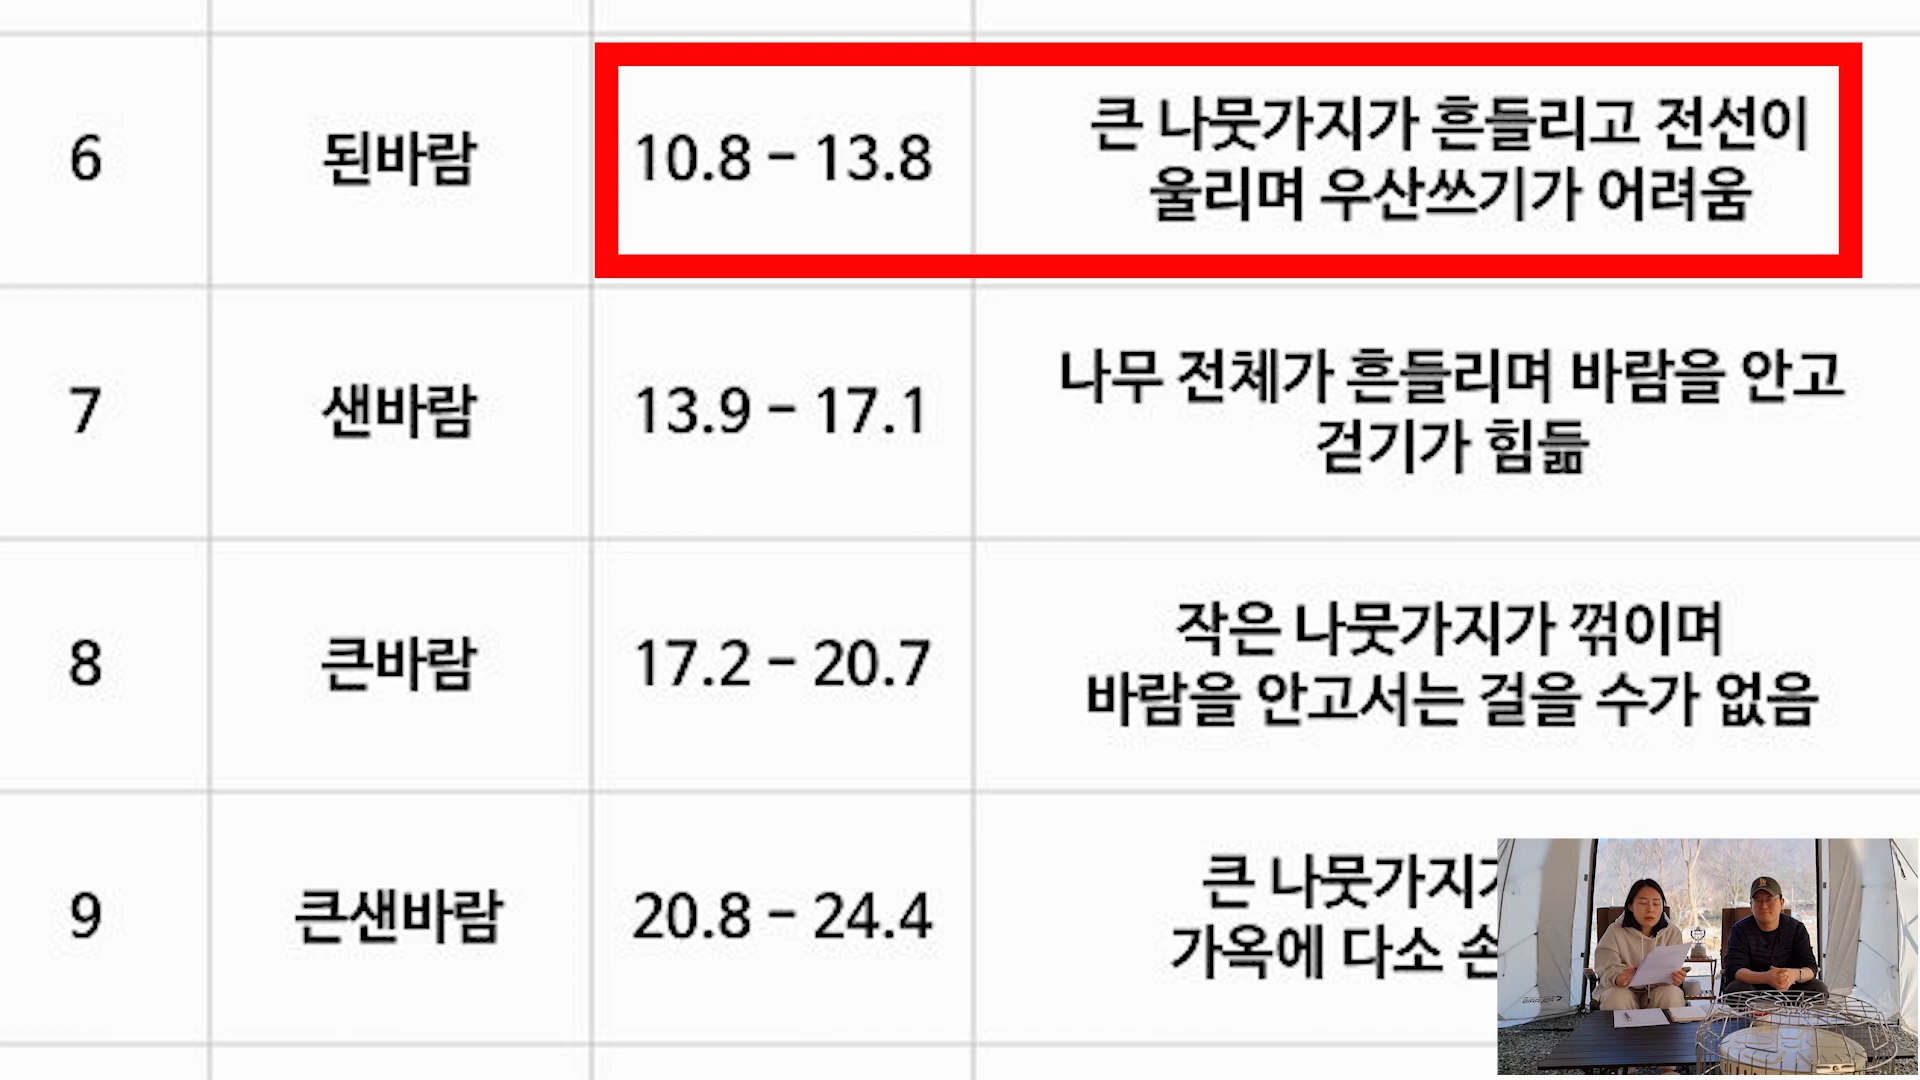 6
된바람
10.8 - 13.8
큰 나뭇가지가 흔들리고 전선이
울리며 우산쓰기가 어려움
7
샌바람
13.9 - 17.1
나무 전체가 흔들리며 바람을 안고
걷기가 힘듦
8
큰바람
17.2 - 20.7
작은 나뭇가지가 꺾이며
바람을 안고서는 걸을 수가 없음
9
큰샌바람
20.8 - 24.4
큰 나뭇가지가
가옥에 다소 손